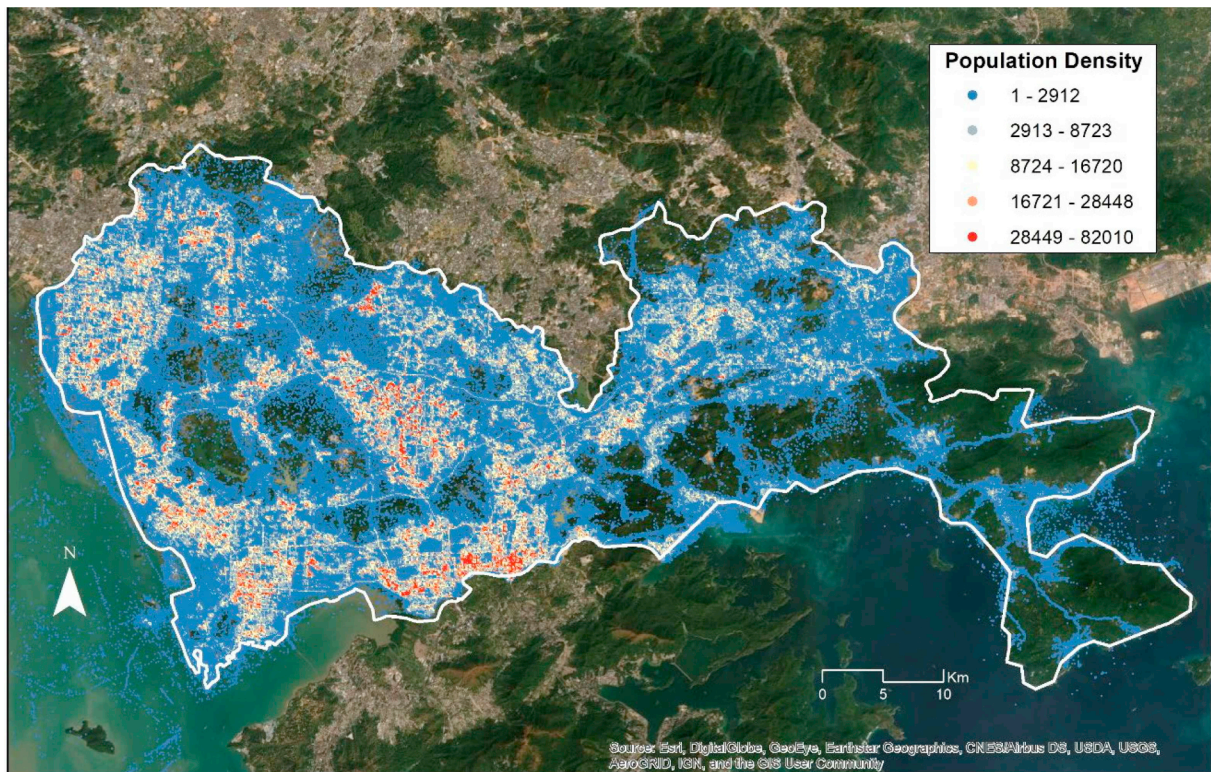 Population Density
1 - 2912
2913 - 8723
8724 - 16720
16721 - 28448
28449 - 82010
N
Km
0 5 10
Source: Esri, DigitalGlobe, GeoEye, Earthstar Geographics, CNES/Airbus DS, USDA, USGS,
AeroGRID, IGN, and the GIS User Community